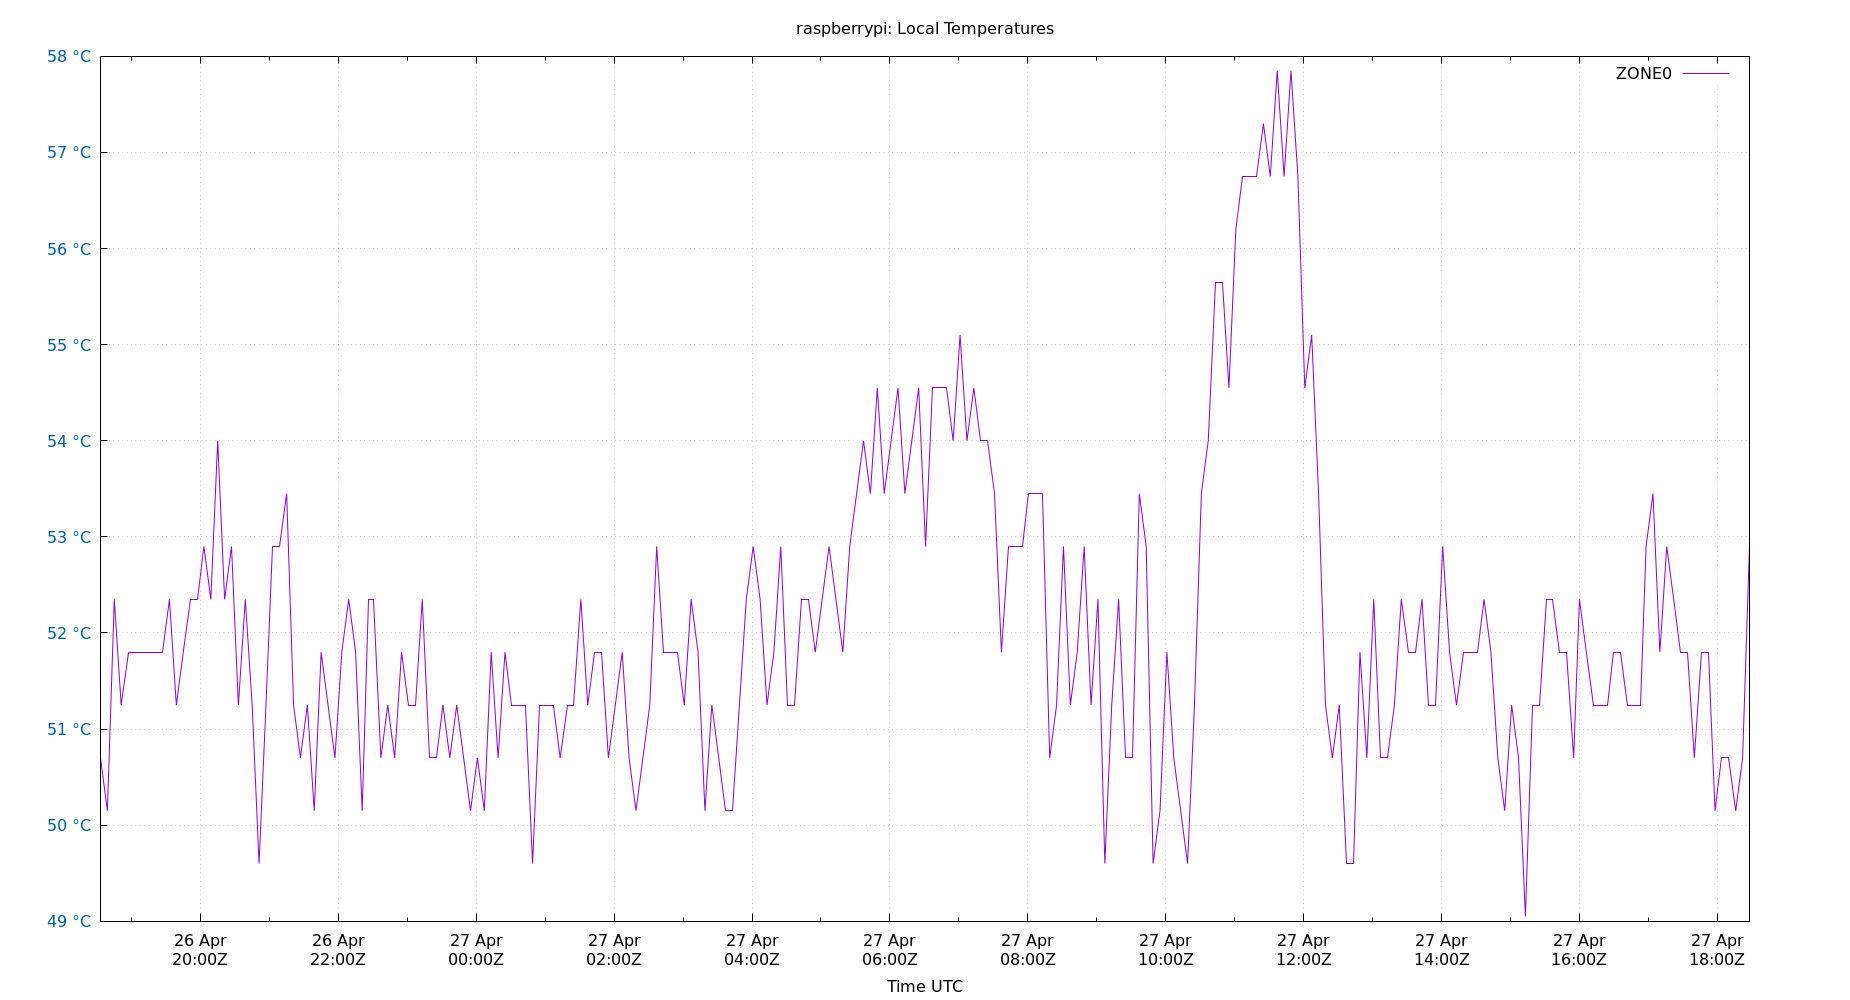 raspberrypi: Local Temperatures
58 °C
57 °C
56 °C
55 °C
54 °C
53 °C
52 °C
51 °C
50 °C
49 °C
ZONE0
26 Apr 26 Apr 27 Apr 27 Apr 27 Apr 27 Apr 27 Apr 27 Apr 27 Apr 27 Apr 27 Apr 27 Apr
20:00Z 22:00Z 00:00Z 02:00Z 04:00Z 06:00Z 08:00Z 10:00Z 12:00Z 14:00Z 16:00Z 18:00Z
Time UTC